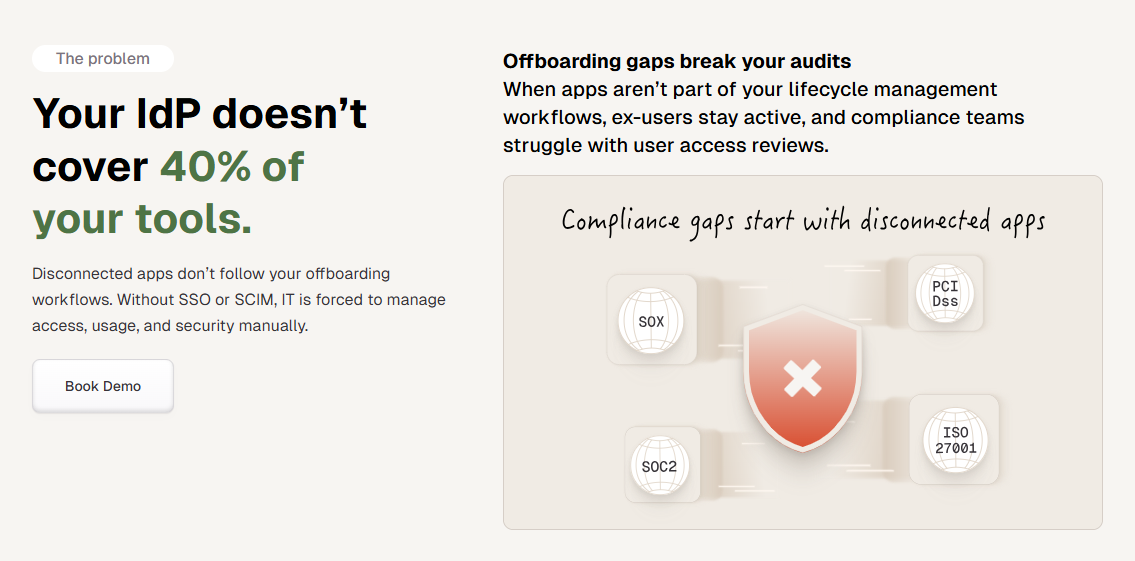 The problem
Your IdP doesn’t
cover 40% of
your tools.
Disconnected apps don’t follow your offboarding
workflows. Without SSO or SCIM, IT is forced to manage
access, usage, and security manually.
Book Demo
Offboarding gaps break your audits
When apps aren’t part of your lifecycle management
workflows, ex-users stay active, and compliance teams
struggle with user access reviews.
Compliance gaps start with disconnected apps
SOX
PCI
Dss
SOC2
ISO
27001